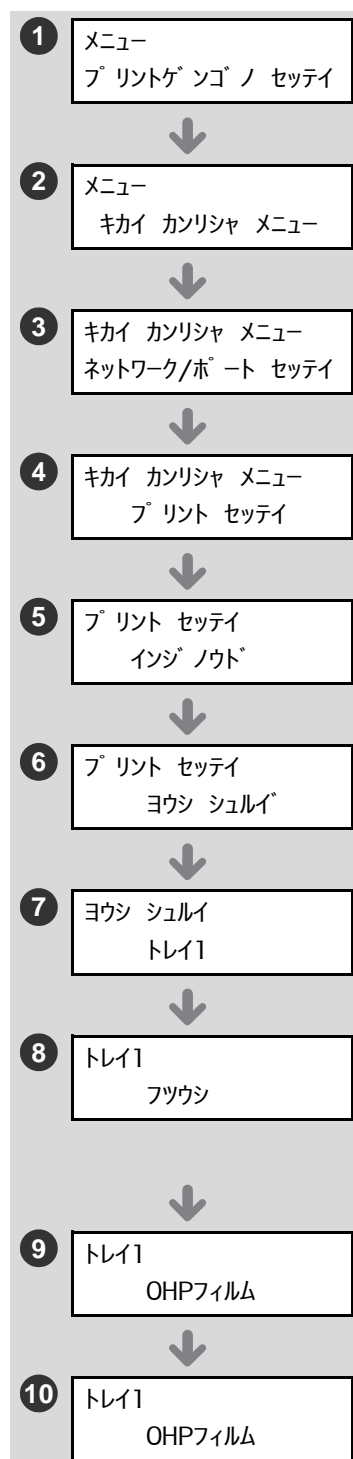 1
メニュー
プリントゲンゴノ セッテイ
2
メニュー
キカイ カンリシャ メニュー
3
キカイ カンリシャ メニュー
ネットワーク/ポート セッテイ
4
キカイ カンリシャ メニュー
プリント セッテイ
5
プリント セッテイ
インジノウド
6
プリント セッテイ
ヨウシ シュルイ゛
7
ヨウシ シュルイ
トレイ1
8
トレイ1
フツウシ
9
トレイ1
OHPフィルム
10
トレイ1
OHPフィルム